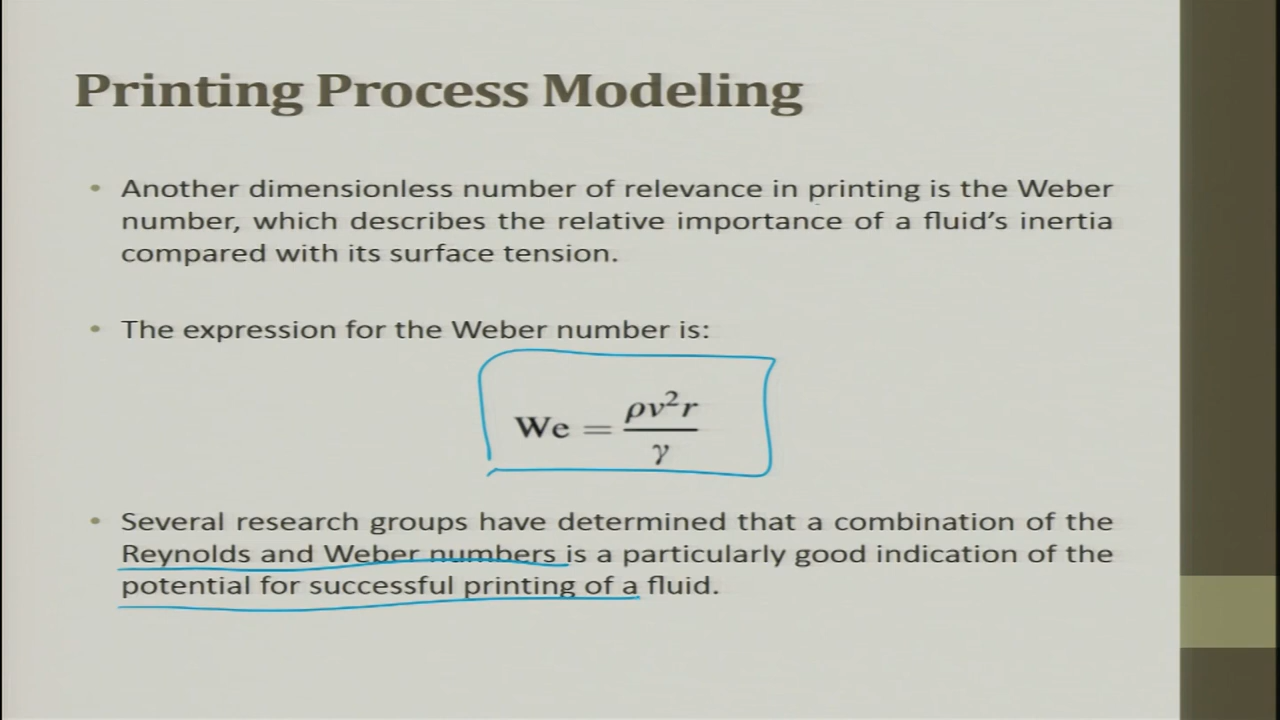 Printing Process Modeling
• Another dimensionless number of relevance in printing is the Weber
number, which describes the relative importance of a fluid’s inertia
compared with its surface tension.
• The expression for the Weber number is:
We = ρv²r / γ
• Several research groups have determined that a combination of the
Reynolds and Weber numbers is a particularly good indication of the
potential for successful printing of a fluid.